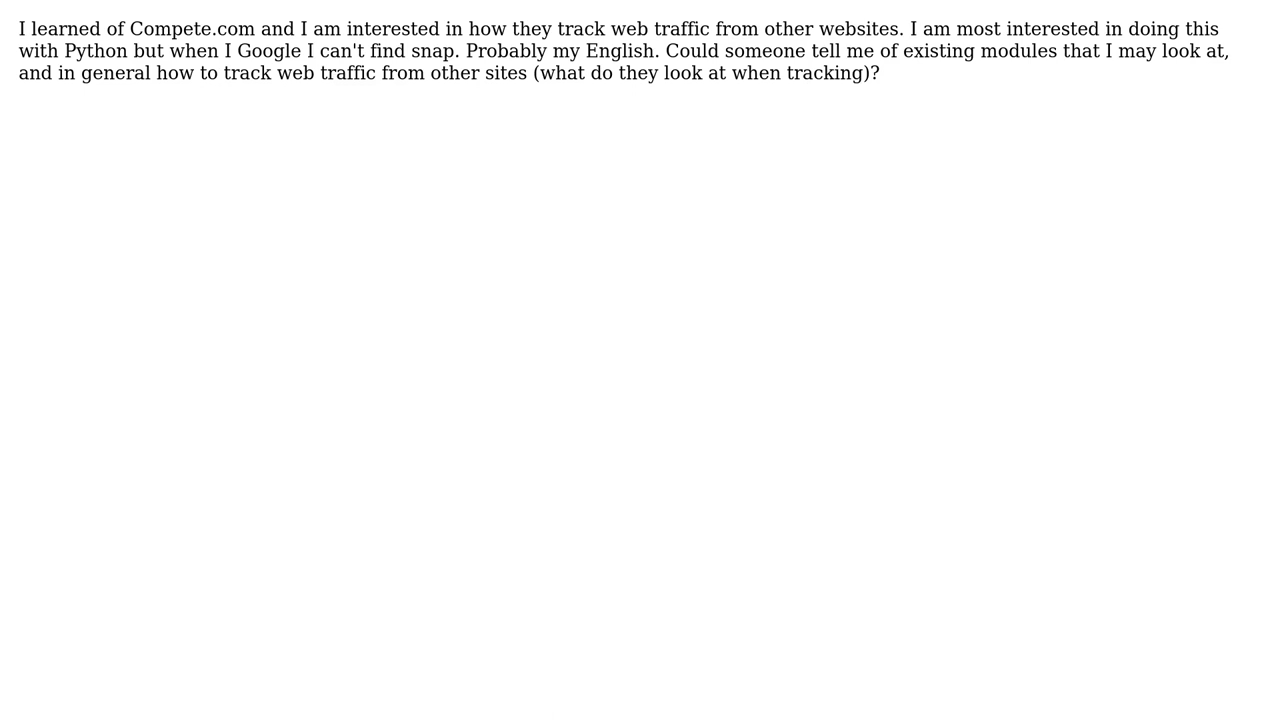 I learned of Compete.com and I am interested in how they track web traffic from other websites. I am most interested in doing this
with Python but when I Google I can't find snap. Probably my English. Could someone tell me of existing modules that I may look at,
and in general how to track web traffic from other sites (what do they look at when tracking)?